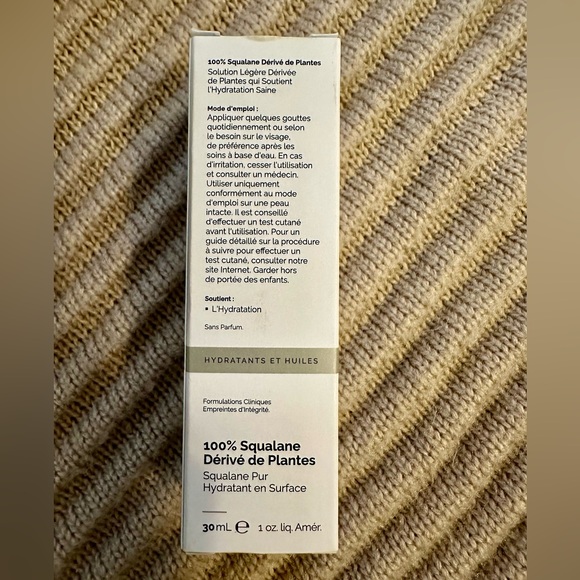 100% Squalane Dérivé de Plantes
Solution Légère Dérivée
de Plantes qui Soutient
l'Hydratation Saine
Mode d'emploi :
Appliquer quelques gouttes
quotidiennement ou selon
le besoin sur le visage,
de préférence après les
soins à base d'eau. En cas
d'irritation, cesser l'utilisation
et consulter un médecin.
Utiliser uniquement
conformément au mode
d'emploi sur une peau
intacte. Il est conseillé
d'effectuer un test cutané
avant l'utilisation. Pour un
guide détaillé sur la procédure
à suivre pour effectuer un
test cutané, consulter notre
site Internet. Garder hors
de portée des enfants.
Soutient :
• L'Hydratation
Sans Parfum.
HYDRATANTS ET HUILES
Formulations Cliniques
Empreintes d'Intégrité.
100% Squalane
Dérivé de Plantes
Squalane Pur
Hydratant en Surface
30 mL ℮ 1 oz. liq. Amér.